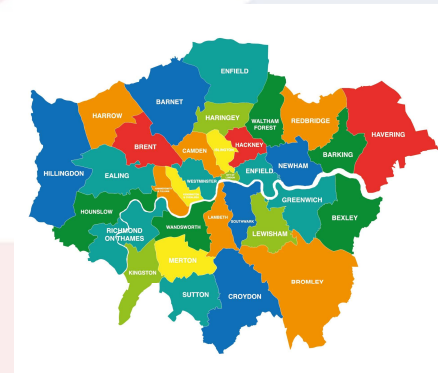 ENFIELD
BARNET
HARROW
HARINGEY
WALTHAM
FOREST
REDBRIDGE
HAVERING
BRENT
CAMDEN
HACKNEY
BARKING
HILLINGDON
EALING
WESTMINSTER
ENFIELD
NEWHAM
HOUNSLOW
GREENWICH
BEXLEY
RICHMOND
ON THAMES
WANDSWORTH
LAMBETH
SOUTHWARK
LEWISHAM
KINGSTON
MERTON
SUTTON
CROYDON
BROMLEY